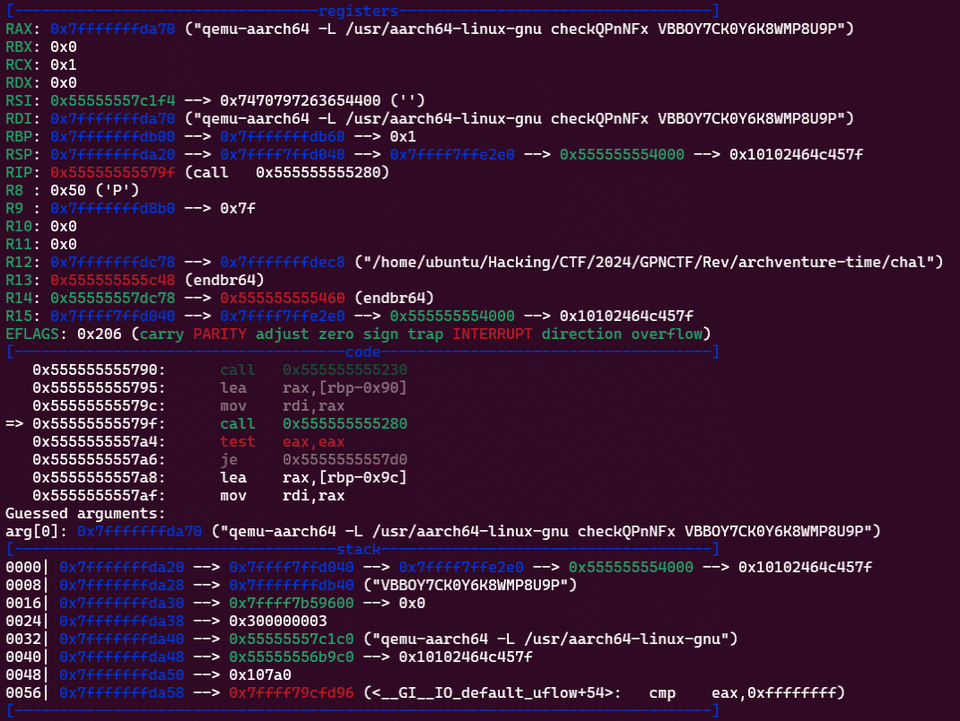 [----------------------------------registers-----------------------------------]
RAX: 0x7fffffffda70 ("qemu-aarch64 -L /usr/aarch64-linux-gnu checkQPnNFx VBBOY7CK0Y6K8WMP8U9P")
RBX: 0x0
RCX: 0x1
RDX: 0x0
RSI: 0x55555557c1f4 --> 0x7470797263654400 ('')
RDI: 0x7fffffffda70 ("qemu-aarch64 -L /usr/aarch64-linux-gnu checkQPnNFx VBBOY7CK0Y6K8WMP8U9P")
RBP: 0x7fffffffdb00 --> 0x7fffffffdb60 --> 0x1
RSP: 0x7fffffffda20 --> 0x7ffff7ffd040 --> 0x7ffff7ffe2e0 --> 0x555555554000 --> 0x10102464c457f
RIP: 0x55555555579f (call   0x555555555280)
R8 : 0x50 ('P')
R9 : 0x7fffffffd8b0 --> 0x7f
R10: 0x0
R11: 0x0
R12: 0x7fffffffdc78 --> 0x7fffffffdec8 ("/home/ubuntu/Hacking/CTF/2024/GPNCTF/Rev/archventure-time/chal")
R13: 0x555555555c48 (endbr64)
R14: 0x55555557dc78 --> 0x555555555460 (endbr64)
R15: 0x7ffff7ffd040 --> 0x7ffff7ffe2e0 --> 0x555555554000 --> 0x10102464c457f
EFLAGS: 0x206 (carry PARITY adjust zero sign trap INTERRUPT direction overflow)
[-------------------------------------code-------------------------------------]
   0x555555555790:      call   0x555555555230
   0x555555555795:      lea    rax,[rbp-0x90]
   0x55555555579c:      mov    rdi,rax
=> 0x55555555579f:      call   0x555555555280
   0x5555555557a4:      test   eax,eax
   0x5555555557a6:      je     0x5555555557d0
   0x5555555557a8:      lea    rax,[rbp-0x9c]
   0x5555555557af:      mov    rdi,rax
Guessed arguments:
arg[0]: 0x7fffffffda70 ("qemu-aarch64 -L /usr/aarch64-linux-gnu checkQPnNFx VBBOY7CK0Y6K8WMP8U9P")
[------------------------------------stack-------------------------------------]
0000| 0x7fffffffda20 --> 0x7ffff7ffd040 --> 0x7ffff7ffe2e0 --> 0x555555554000 --> 0x10102464c457f
0008| 0x7fffffffda28 --> 0x7fffffffdb40 ("VBBOY7CK0Y6K8WMP8U9P")
0016| 0x7fffffffda30 --> 0x7ffff7b59600 --> 0x0
0024| 0x7fffffffda38 --> 0x300000003
0032| 0x7fffffffda40 --> 0x55555557c1c0 ("qemu-aarch64 -L /usr/aarch64-linux-gnu")
0040| 0x7fffffffda48 --> 0x55555556b9c0 --> 0x10102464c457f
0048| 0x7fffffffda50 --> 0x107a0
0056| 0x7fffffffda58 --> 0x7ffff79cfd96 (<__GI__IO_default_uflow+54>:   cmp    eax,0xffffffff)
[------------------------------------------------------------------------------]